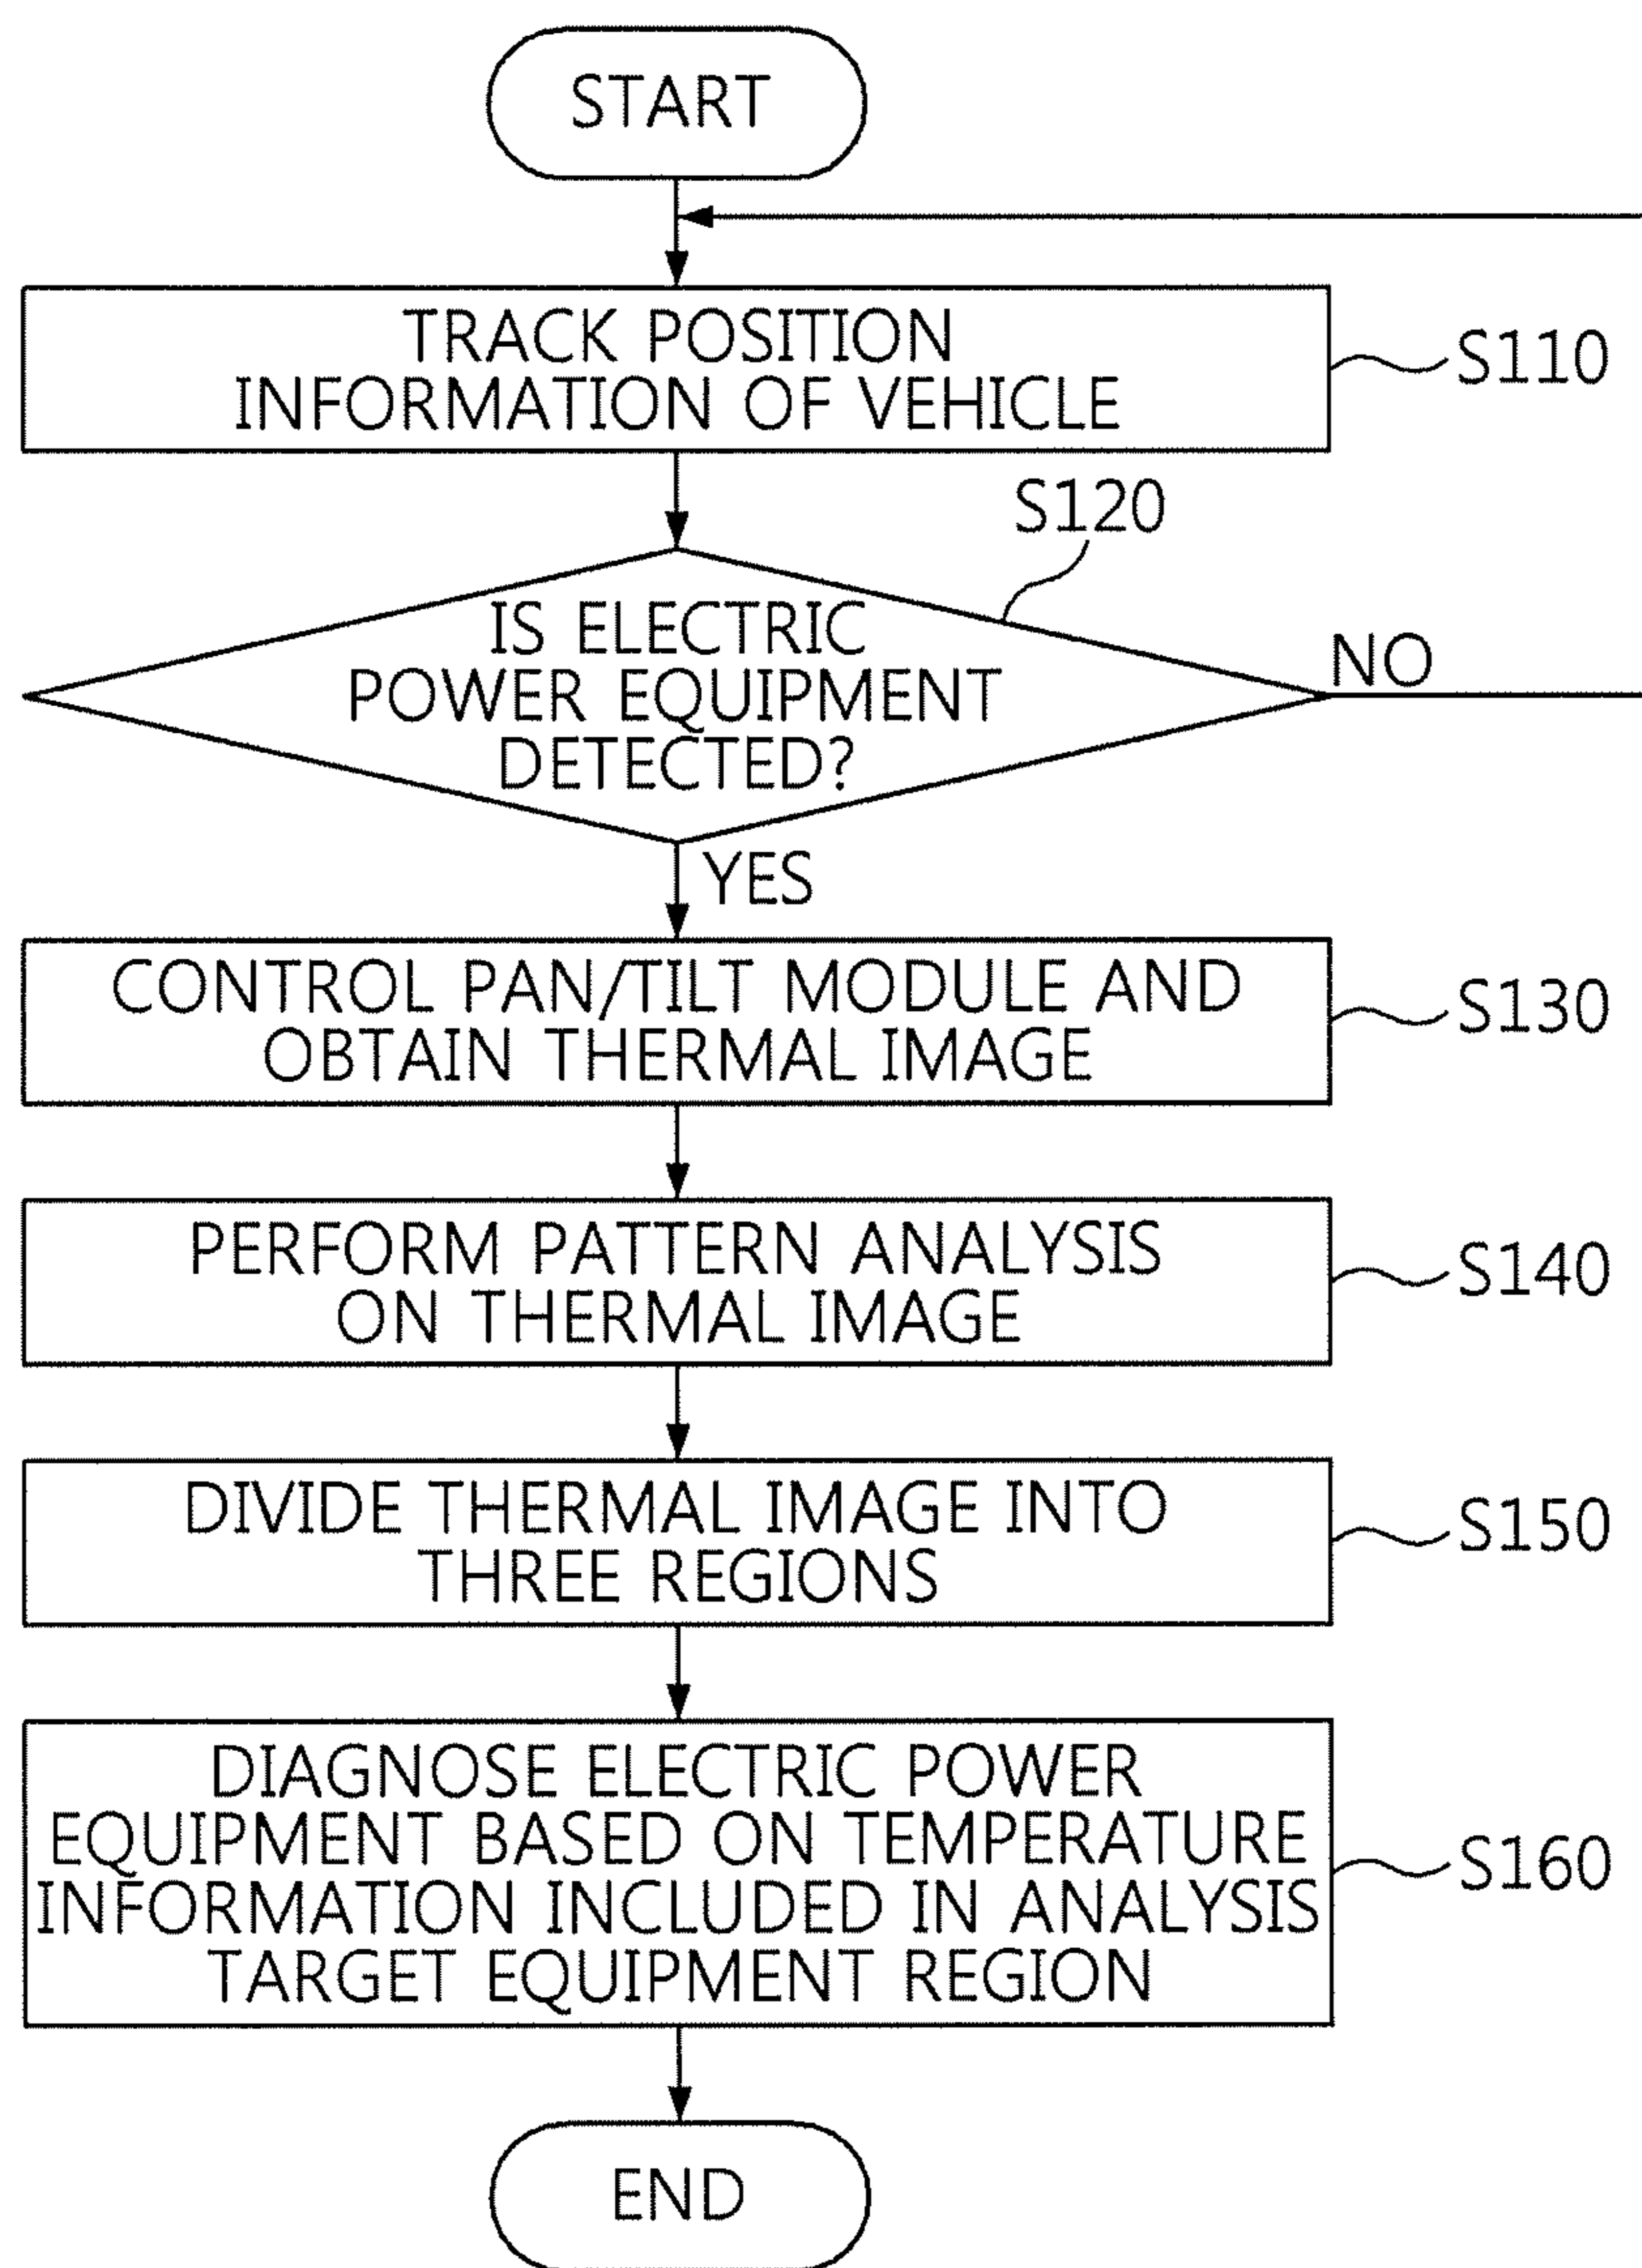 START
TRACK POSITION
INFORMATION OF VEHICLE
S110
S120
IS ELECTRIC
POWER EQUIPMENT
DETECTED?
NO
YES
CONTROL PAN/TILT MODULE AND
OBTAIN THERMAL IMAGE
S130
PERFORM PATTERN ANALYSIS
ON THERMAL IMAGE
S140
DIVIDE THERMAL IMAGE INTO
THREE REGIONS
S150
DIAGNOSE ELECTRIC POWER
EQUIPMENT BASED ON TEMPERATURE
INFORMATION INCLUDED IN ANALYSIS
TARGET EQUIPMENT REGION
S160
END